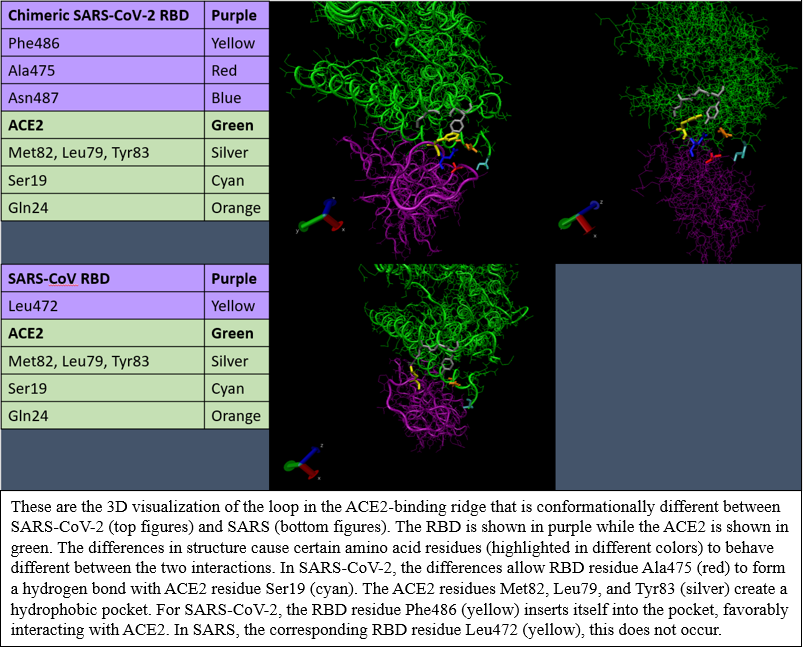 Chimeric SARS-CoV-2 RBD Purple
Phe486 Yellow
Ala475 Red
Asn487 Blue
ACE2 Green
Met82, Leu79, Tyr83 Silver
Ser19 Cyan
Gln24 Orange
SARS-CoV RBD Purple
Leu472 Yellow
ACE2 Green
Met82, Leu79, Tyr83 Silver
Ser19 Cyan
Gln24 Orange
These are the 3D visualization of the loop in the ACE2-binding ridge that is conformationally different between
SARS-CoV-2 (top figures) and SARS (bottom figures). The RBD is shown in purple while the ACE2 is shown in
green. The differences in structure cause certain amino acid residues (highlighted in different colors) to behave
different between the two interactions. In SARS-CoV-2, the differences allow RBD residue Ala475 (red) to form
a hydrogen bond with ACE2 residue Ser19 (cyan). The ACE2 residues Met82, Leu79, and Tyr83 (silver) create a
hydrophobic pocket. For SARS-CoV-2, the RBD residue Phe486 (yellow) inserts itself into the pocket, favorably
interacting with ACE2. In SARS, the corresponding RBD residue Leu472 (yellow), this does not occur.